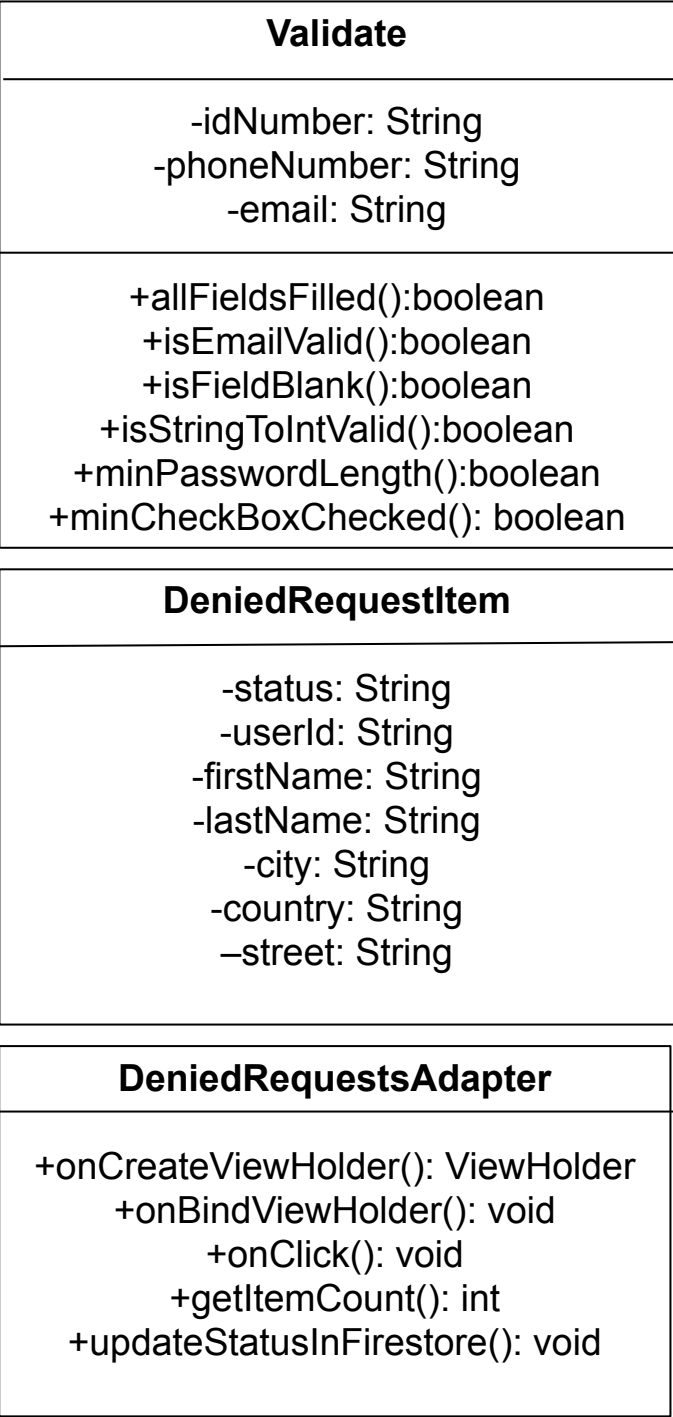 Validate
-idNumber: String
-phoneNumber: String
-email: String
+allFieldsFilled():boolean
+isEmailValid():boolean
+isFieldBlank():boolean
+isStringToIntValid():boolean
+minPasswordLength():boolean
+minCheckBoxChecked(): boolean
DeniedRequestItem
-status: String
-userId: String
-firstName: String
-lastName: String
-city: String
-country: String
–street: String
DeniedRequestsAdapter
+onCreateViewHolder(): ViewHolder
+onBindViewHolder(): void
+onClick(): void
+getItemCount(): int
+updateStatusInFirestore(): void